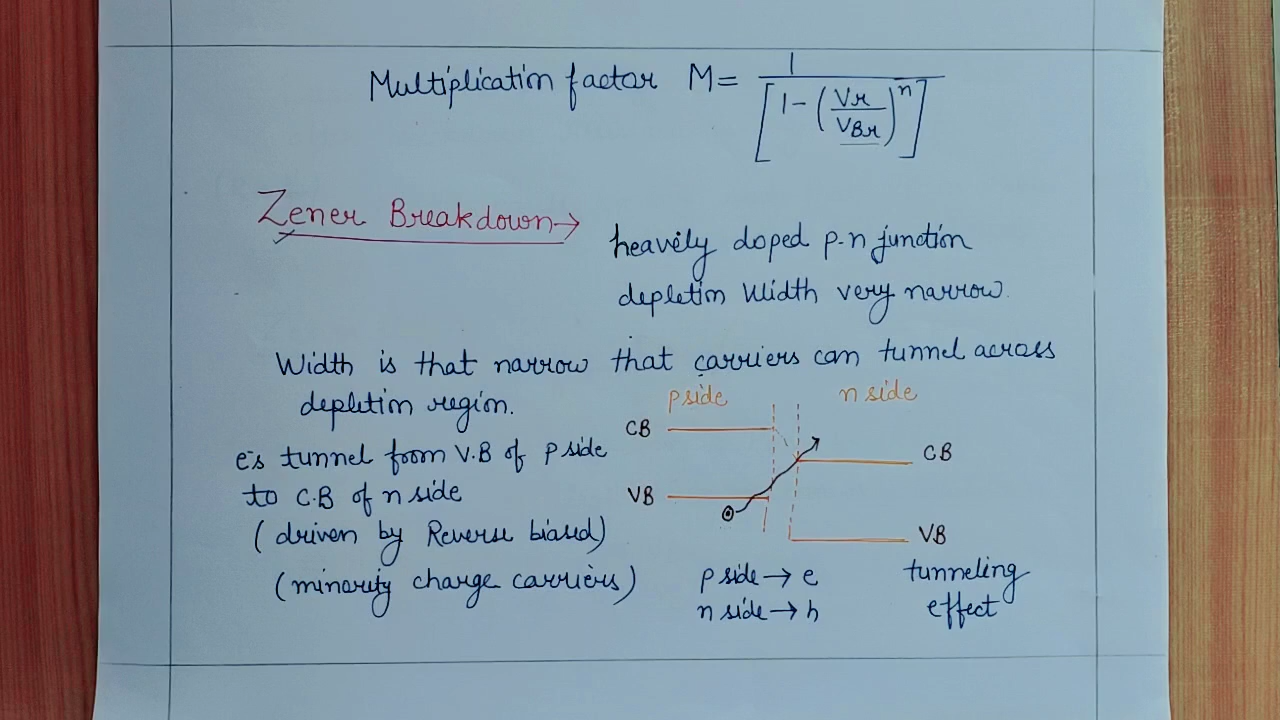 Multiplication factor M = 1 / [1 - (Vr/VBr)^n]
Zener Breakdown →
heavily doped p-n junction
depletion width very narrow.
Width is that narrow that carriers can tunnel across
depletion region.
p side n side
CB CB
e-s tunnel from V.B of p side
to C.B of n side
VB VB
(driven by Reverse biased)
(minority charge carriers)
p side → e
n side → h
tunneling
effect